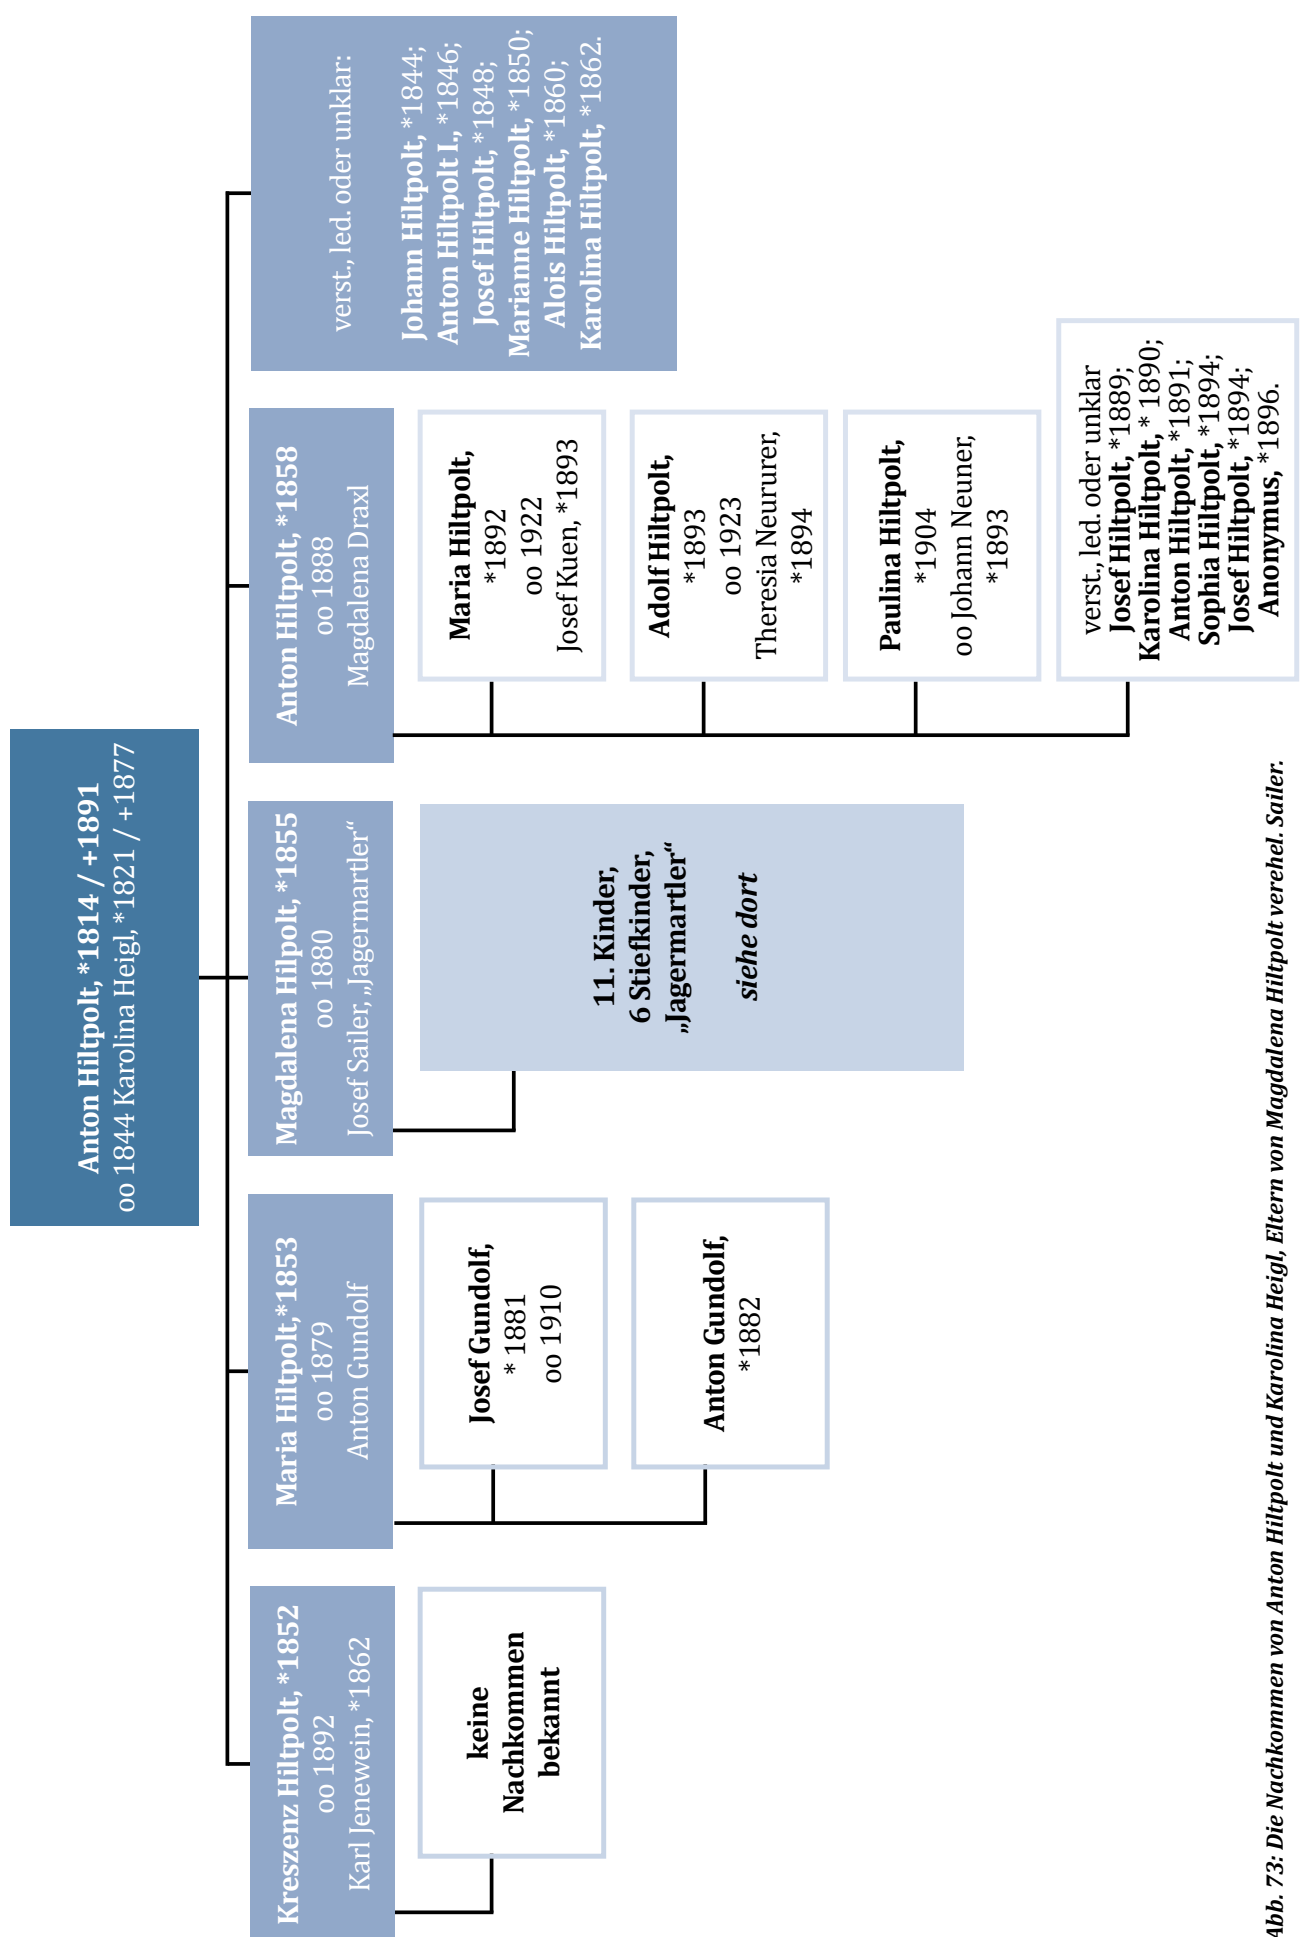 Anton Hiltpolt, *1814 / +1891
oo 1844 Karolina Heigl, *1821 / +1877
Kreszenz Hiltpolt, *1852
oo 1892
Karl Jenewein, *1862
keine
Nachkommen
bekannt
Maria Hiltpolt,*1853
oo 1879
Anton Gundolf
Josef Gundolf,
* 1881
oo 1910
Anton Gundolf,
*1882
Magdalena Hilpolt, *1855
oo 1880
Josef Sailer, „Jagermartler“
11. Kinder,
6 Stiefkinder,
„Jagermartler“
siehe dort
Anton Hiltpolt, *1858
oo 1888
Magdalena Draxl
Maria Hiltpolt,
*1892
oo 1922
Josef Kuen, *1893
Adolf Hiltpolt,
*1893
oo 1923
Theresia Neururer,
*1894
Paulina Hiltpolt,
*1904
oo Johann Neuner,
*1893
verst., led. oder unklar
Josef Hiltpolt, *1889;
Karolina Hiltpolt, * 1890;
Anton Hiltpolt, *1891;
Sophia Hiltpolt, *1894;
Josef Hiltpolt, *1894;
Anonymus, *1896.
verst., led. oder unklar:
Johann Hiltpolt, *1844;
Anton Hiltpolt I., *1846;
Josef Hiltpolt, *1848;
Marianne Hiltpolt, *1850;
Alois Hiltpolt, *1860;
Karolina Hiltpolt, *1862.
Abb. 73: Die Nachkommen von Anton Hiltpolt und Karolina Heigl, Eltern von Magdalena Hiltpolt verehel. Sailer.